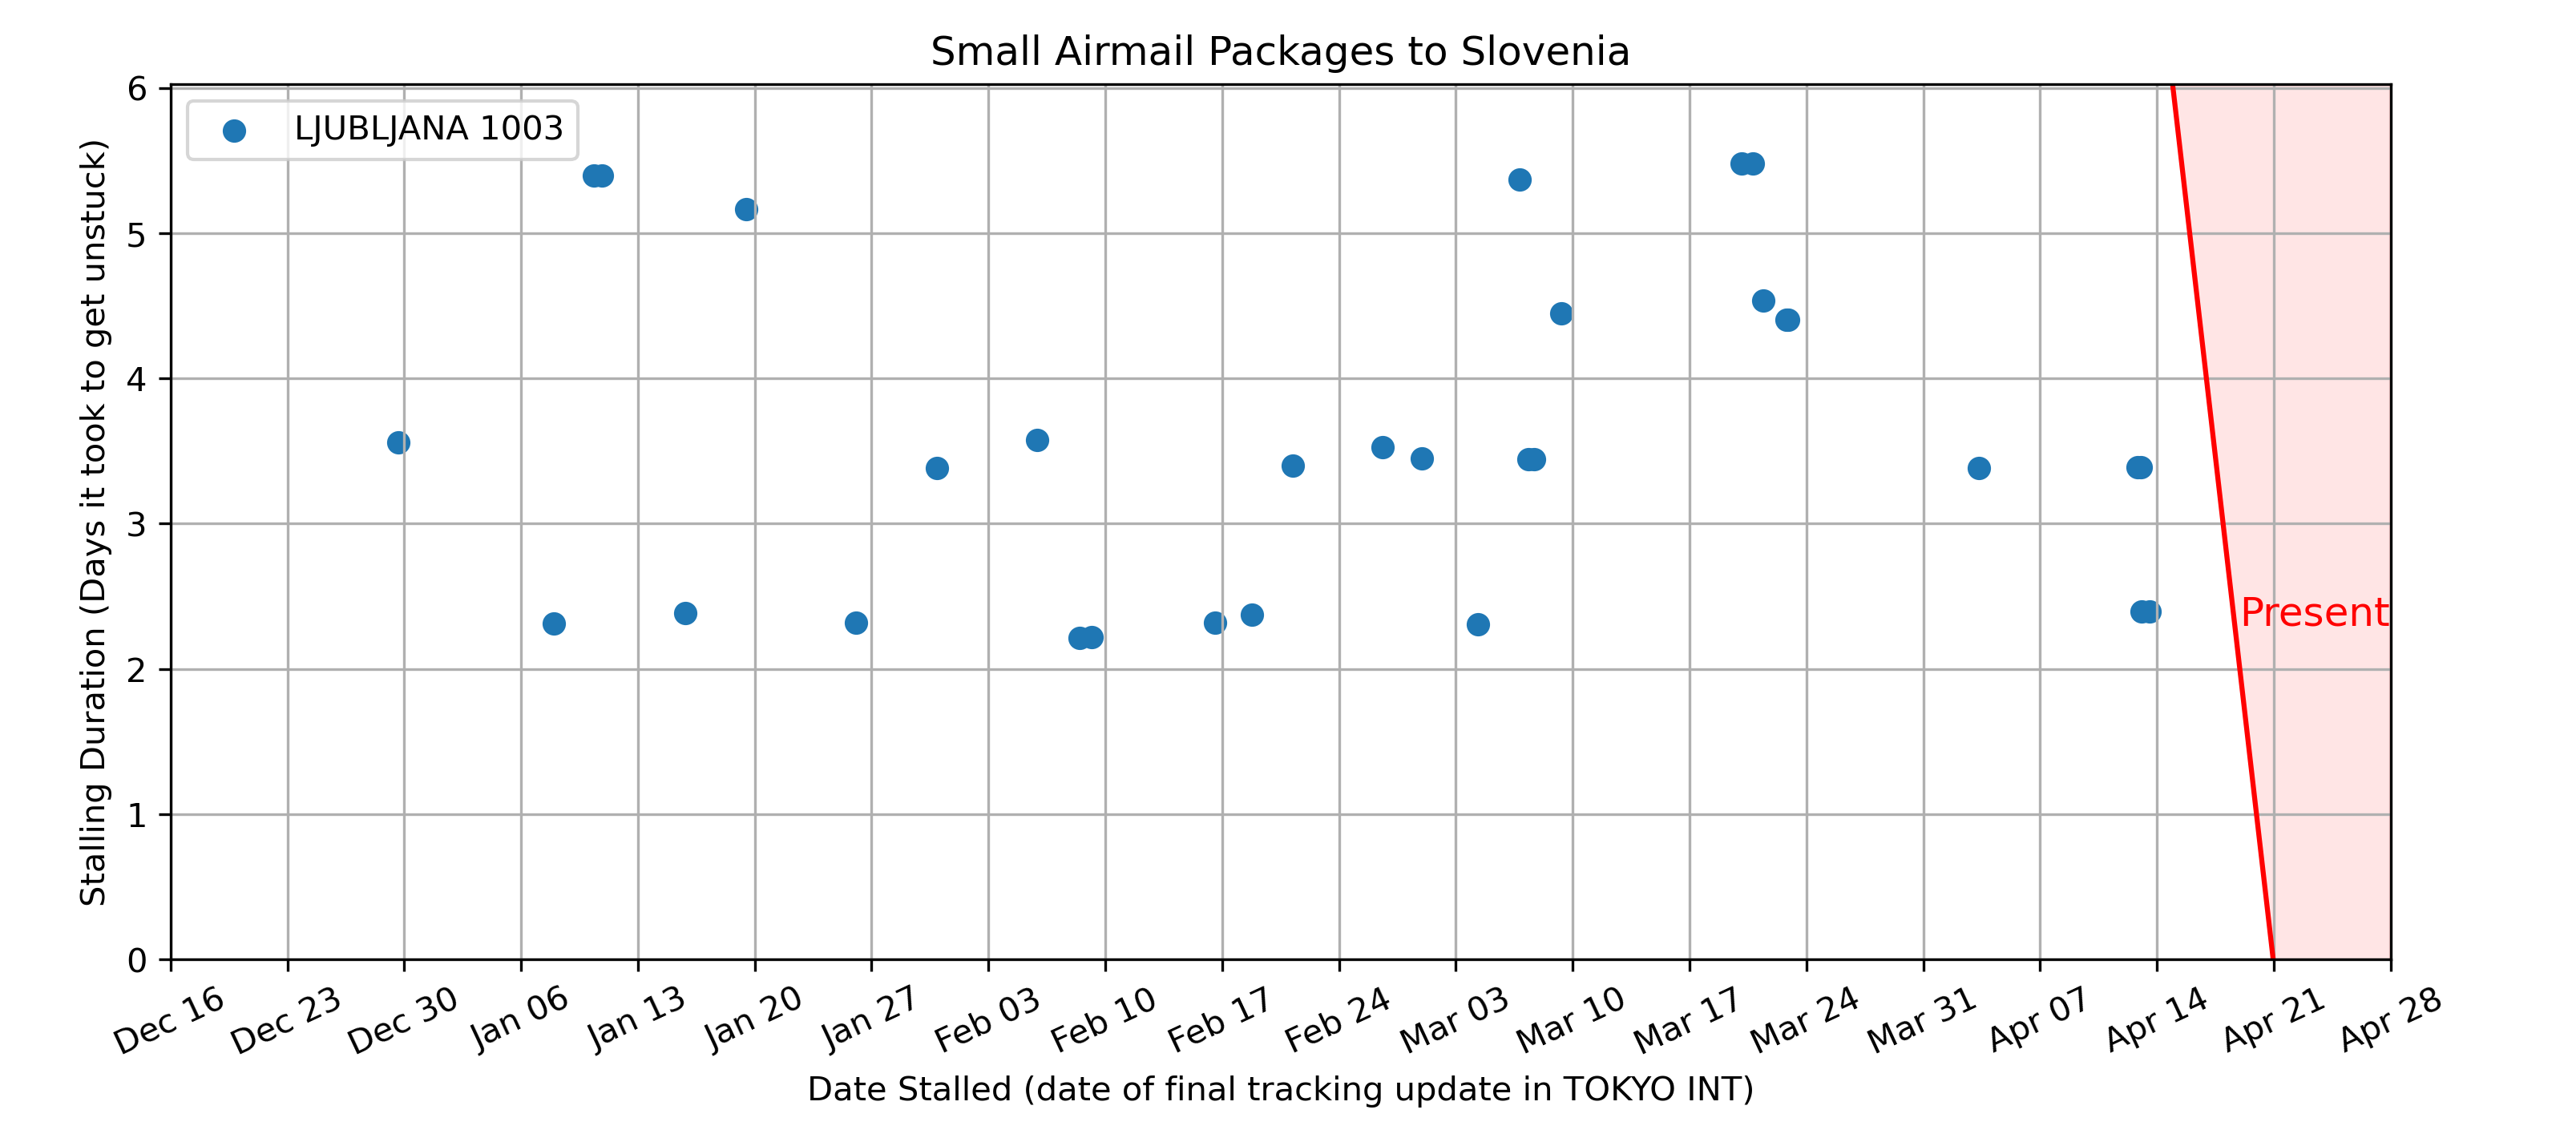 Small Airmail Packages to Slovenia
LJUBLJANA 1003
Stalling Duration (Days it took to get unstuck)
6
5
4
3
2
1
0
Present
Dec 16
Dec 23
Dec 30
Jan 06
Jan 13
Jan 20
Jan 27
Feb 03
Feb 10
Feb 17
Feb 24
Mar 03
Mar 10
Mar 17
Mar 24
Mar 31
Apr 07
Apr 14
Apr 21
Apr 28
Date Stalled (date of final tracking update in TOKYO INT)